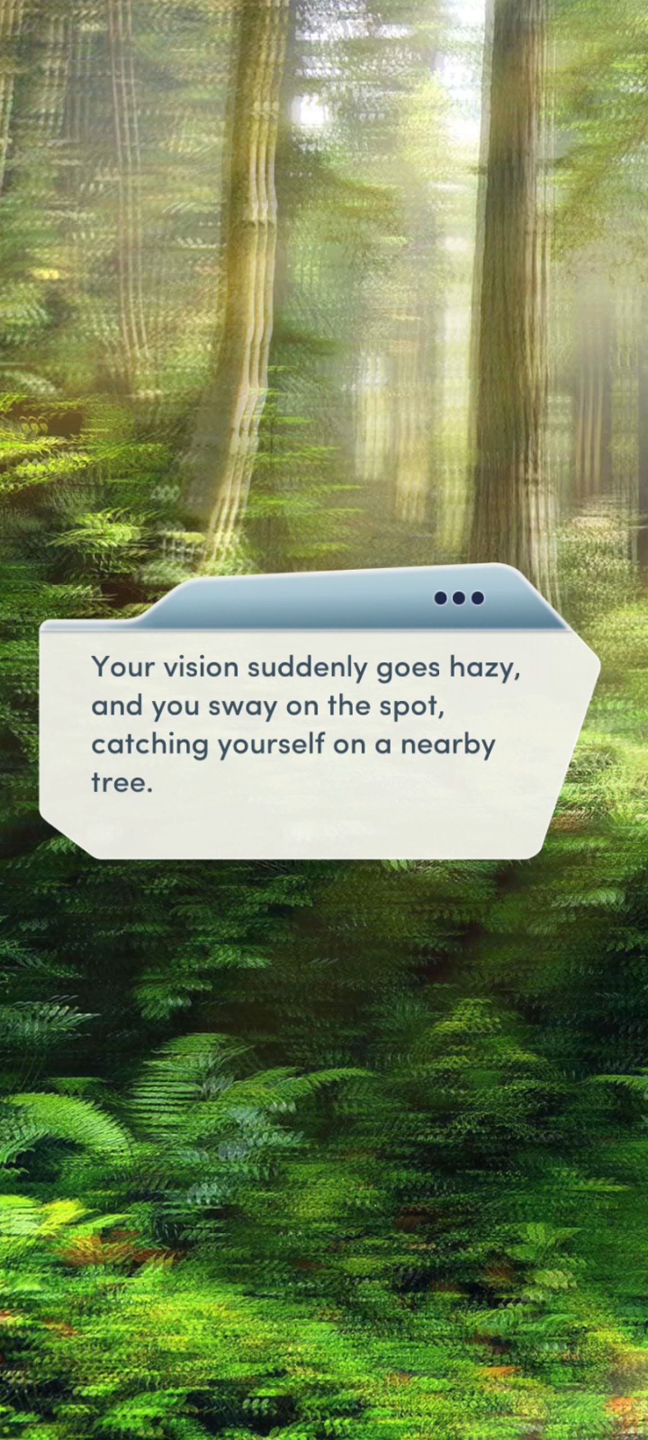 Your vision suddenly goes hazy,
and you sway on the spot,
catching yourself on a nearby
tree.